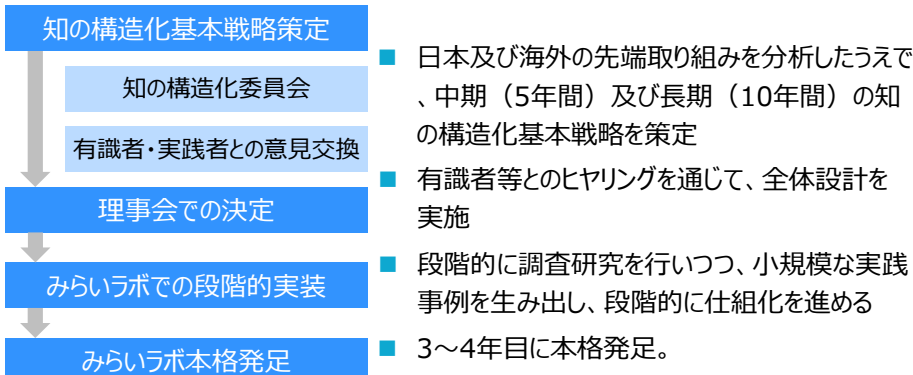 知の構造化基本戦略策定
知の構造化委員会
有識者・実践者との意見交換
理事会での決定
みらいラボでの段階的実装
みらいラボ本格発足
■ 日本及び海外の先端取り組みを分析したうえで
、中期（5年間）及び長期（10年間）の知
の構造化基本戦略を策定
■ 有識者等とのヒヤリングを通じて、全体設計を
実施
■ 段階的に調査研究を行いつつ、小規模な実践
事例を生み出し、段階的に仕組化を進める
■ 3～4年目に本格発足。